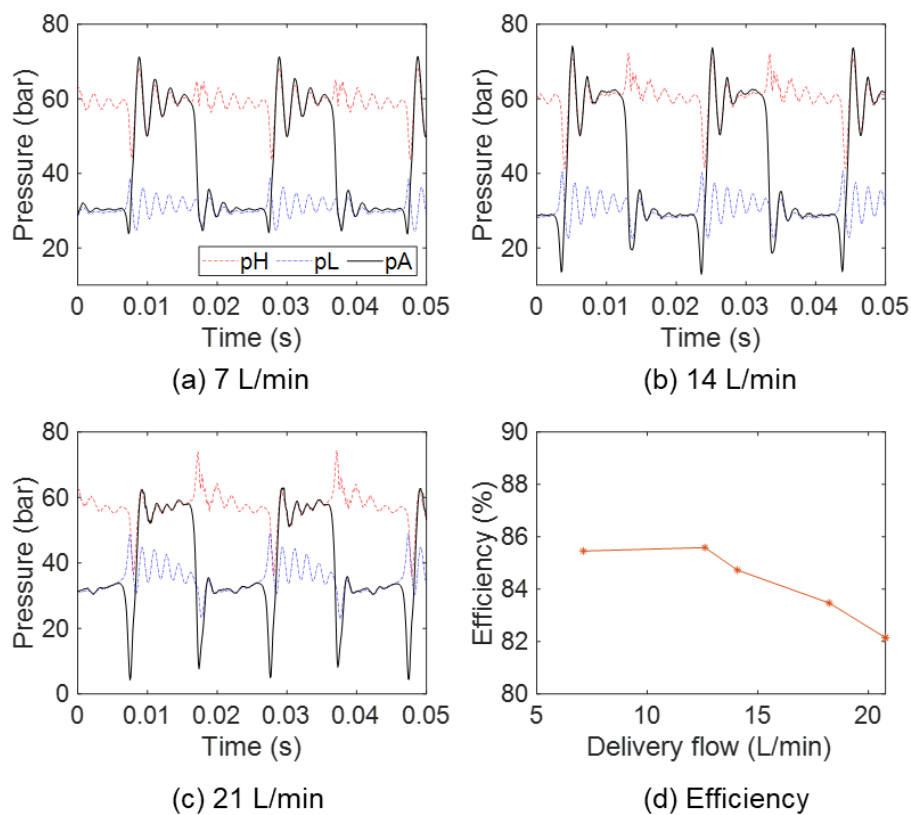 80
60
40
20
Pressure (bar)
pH pL pA
0 0.01 0.02 0.03 0.04 0.05
Time (s)
(a) 7 L/min
80
60
40
20
Pressure (bar)
0 0.01 0.02 0.03 0.04 0.05
Time (s)
(b) 14 L/min
80
60
40
20
0
Pressure (bar)
0 0.01 0.02 0.03 0.04 0.05
Time (s)
(c) 21 L/min
90
88
86
84
82
80
Efficiency (%)
5 10 15 20
Delivery flow (L/min)
(d) Efficiency